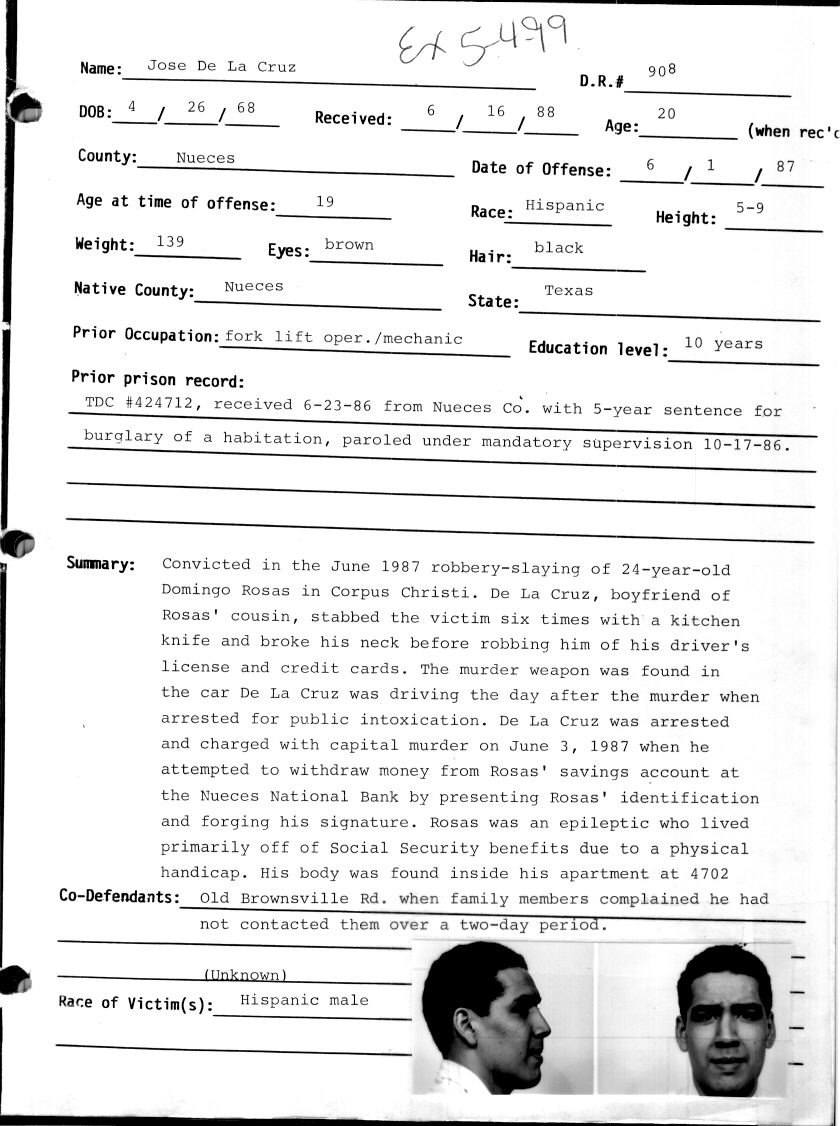 Ex 5-4-99
Name: Jose De La Cruz D.R.# 908
DOB: 4 / 26 / 68 Received: 6 / 16 / 88 Age: 20 (when rec'd
County: Nueces Date of Offense: 6 / 1 / 87
Age at time of offense: 19 Race: Hispanic Height: 5-9
Weight: 139 Eyes: brown Hair: black
Native County: Nueces State: Texas
Prior Occupation: fork lift oper./mechanic Education level: 10 years
Prior prison record:
TDC #424712, received 6-23-86 from Nueces Co. with 5-year sentence for
burglary of a habitation, paroled under mandatory supervision 10-17-86.
Summary: Convicted in the June 1987 robbery-slaying of 24-year-old
Domingo Rosas in Corpus Christi. De La Cruz, boyfriend of
Rosas' cousin, stabbed the victim six times with a kitchen
knife and broke his neck before robbing him of his driver's
license and credit cards. The murder weapon was found in
the car De La Cruz was driving the day after the murder when
arrested for public intoxication. De La Cruz was arrested
and charged with capital murder on June 3, 1987 when he
attempted to withdraw money from Rosas' savings account at
the Nueces National Bank by presenting Rosas' identification
and forging his signature. Rosas was an epileptic who lived
primarily off of Social Security benefits due to a physical
handicap. His body was found inside his apartment at 4702
Co-Defendants: Old Brownsville Rd. when family members complained he had
not contacted them over a two-day period.
(Unknown)
Race of Victim(s): Hispanic male